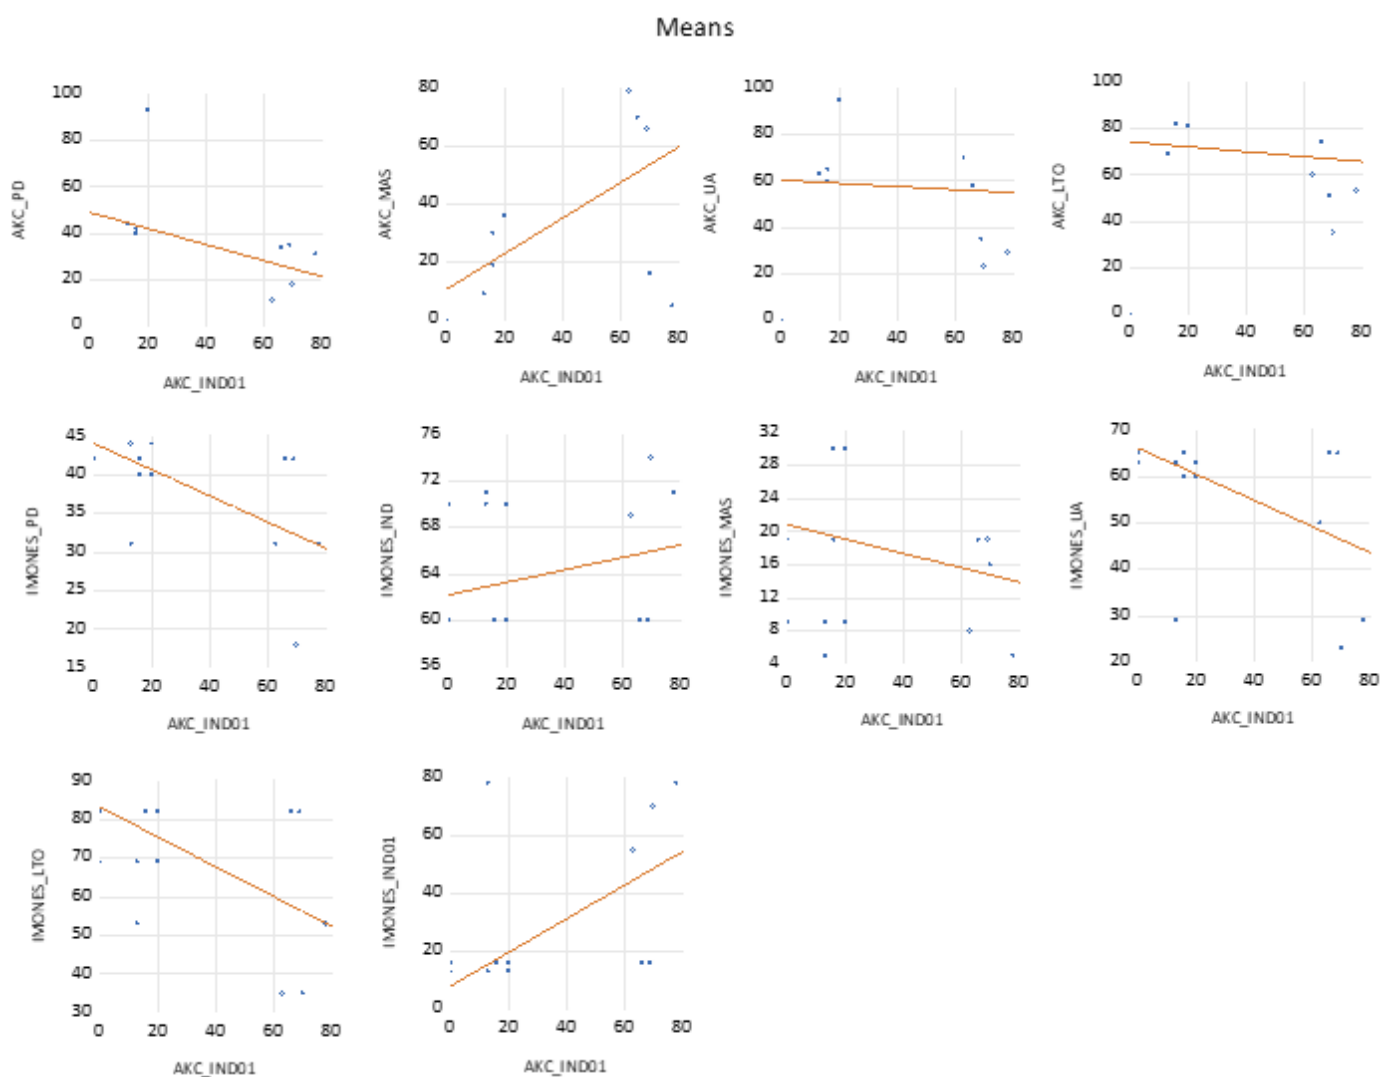 Means
AKC_PD
100
80
60
40
20
0
0 20 40 60 80
AKC_IND01
AKC_MAS
80
60
40
20
0
0 20 40 60 80
AKC_IND01
AKC_UA
100
80
60
40
20
0
0 20 40 60 80
AKC_IND01
AKC_LTO
100
80
60
40
20
0
0 20 40 60 80
AKC_IND01
IMONES_PD
45
40
35
30
25
20
15
0 20 40 60 80
AKC_IND01
IMONES_IND
76
72
68
64
60
56
0 20 40 60 80
AKC_IND01
IMONES_MAS
32
28
24
20
16
12
8
4
0 20 40 60 80
AKC_IND01
IMONES_UA
70
60
50
40
30
20
0 20 40 60 80
AKC_IND01
IMONES_LTO
90
80
70
60
50
40
30
0 20 40 60 80
AKC_IND01
IMONES_IND01
80
60
40
20
0
0 20 40 60 80
AKC_IND01